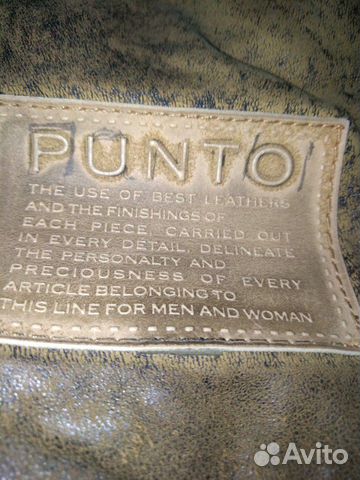 PUNTO
THE USE OF BEST LEATHERS
AND THE FINISHINGS OF
EACH PIECE, CARRIED OUT
IN EVERY DETAIL, DELINEATE
THE PERSONALTY AND
PRECIOUSNESS OF EVERY
ARTICLE BELONGING TO
THIS LINE FOR MEN AND WOMAN
Avito